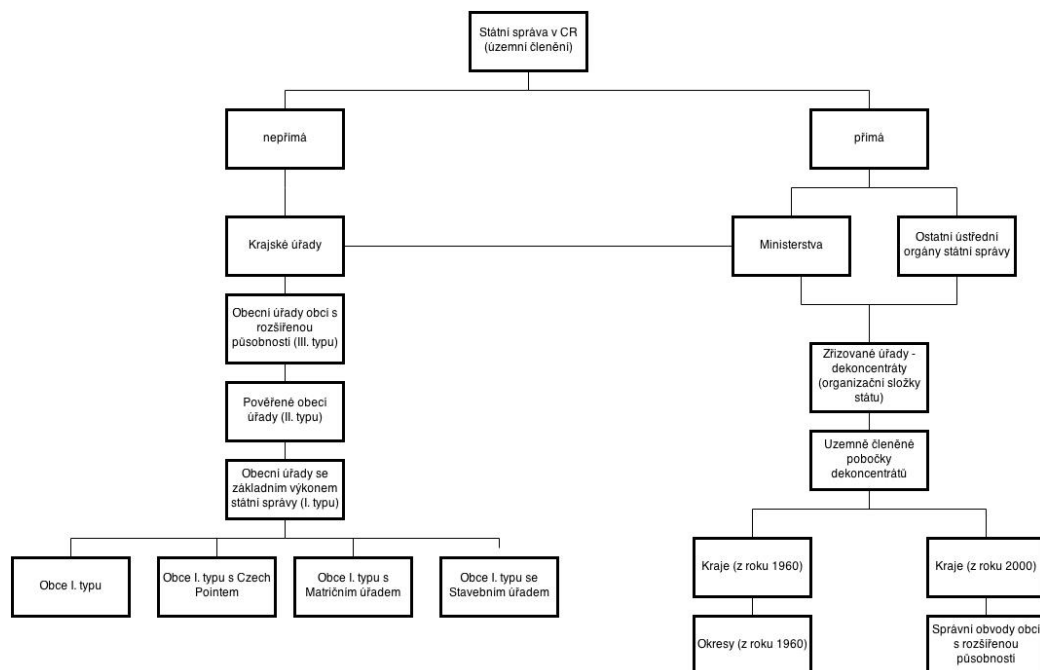 Státní správa v CR
(územní členění)
nepřímá
přímá
Krajské úřady
Ministerstva
Ostatní ústřední
orgány státní správy
Obecní úřady obcí s
rozšířenou
působností (III. typu)
Zřizované úřady -
dekoncentráty
(organizační složky
státu)
Pověřené obecí
úřady (II. typu)
Uzemně členěné
pobočky
dekoncentrátů
Obecní úřady se
základním výkonem
státní správy (I. typu)
Obce I. typu
Obce I. typu s Czech
Pointem
Obce I. typu s
Matričním úřadem
Obce I. typu se
Stavebním úřadem
Kraje (z roku 1960)
Kraje (z roku 2000)
Okresy (z roku 1960)
Správní obvody obcí
s rozšířenou
působností